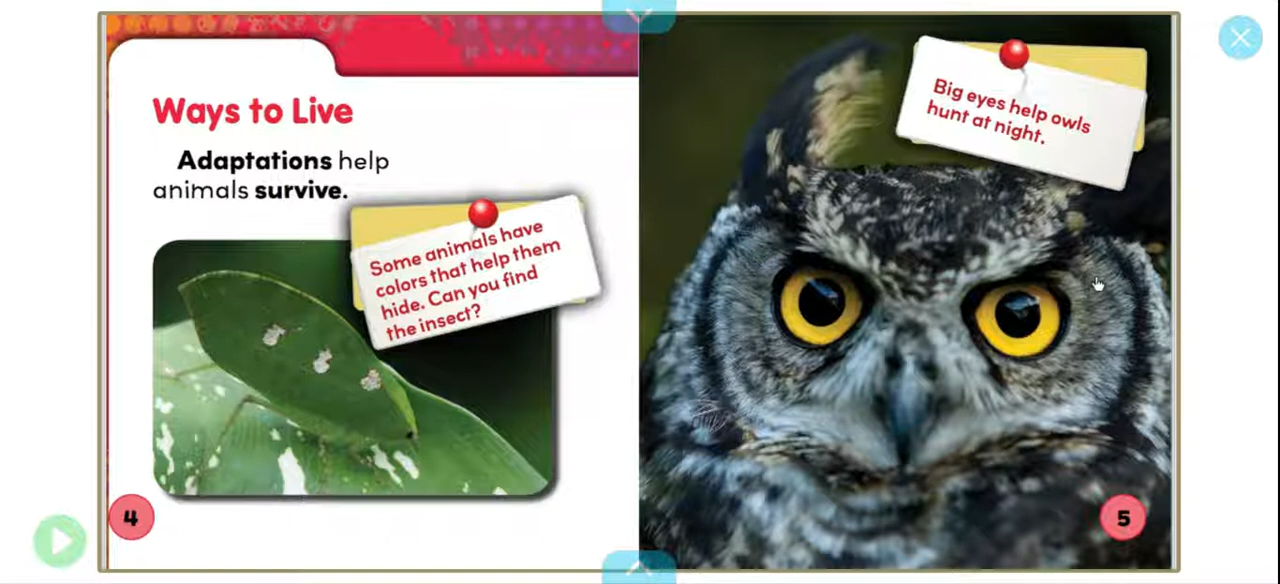 Ways to Live
Adaptations help
animals survive.
Some animals have
colors that help them
hide. Can you find
the insect?
4
Big eyes help owls
hunt at night.
5